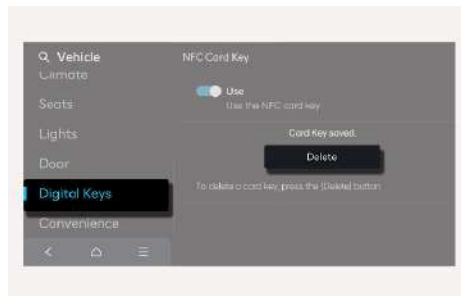 Vehicle
Climate
Seats
Lights
Door
Digital Keys
Convenience
NFC Card Key
Use
Use the NFC card key
Card Key saved.
Delete
To delete a card key, press the [Delete] button